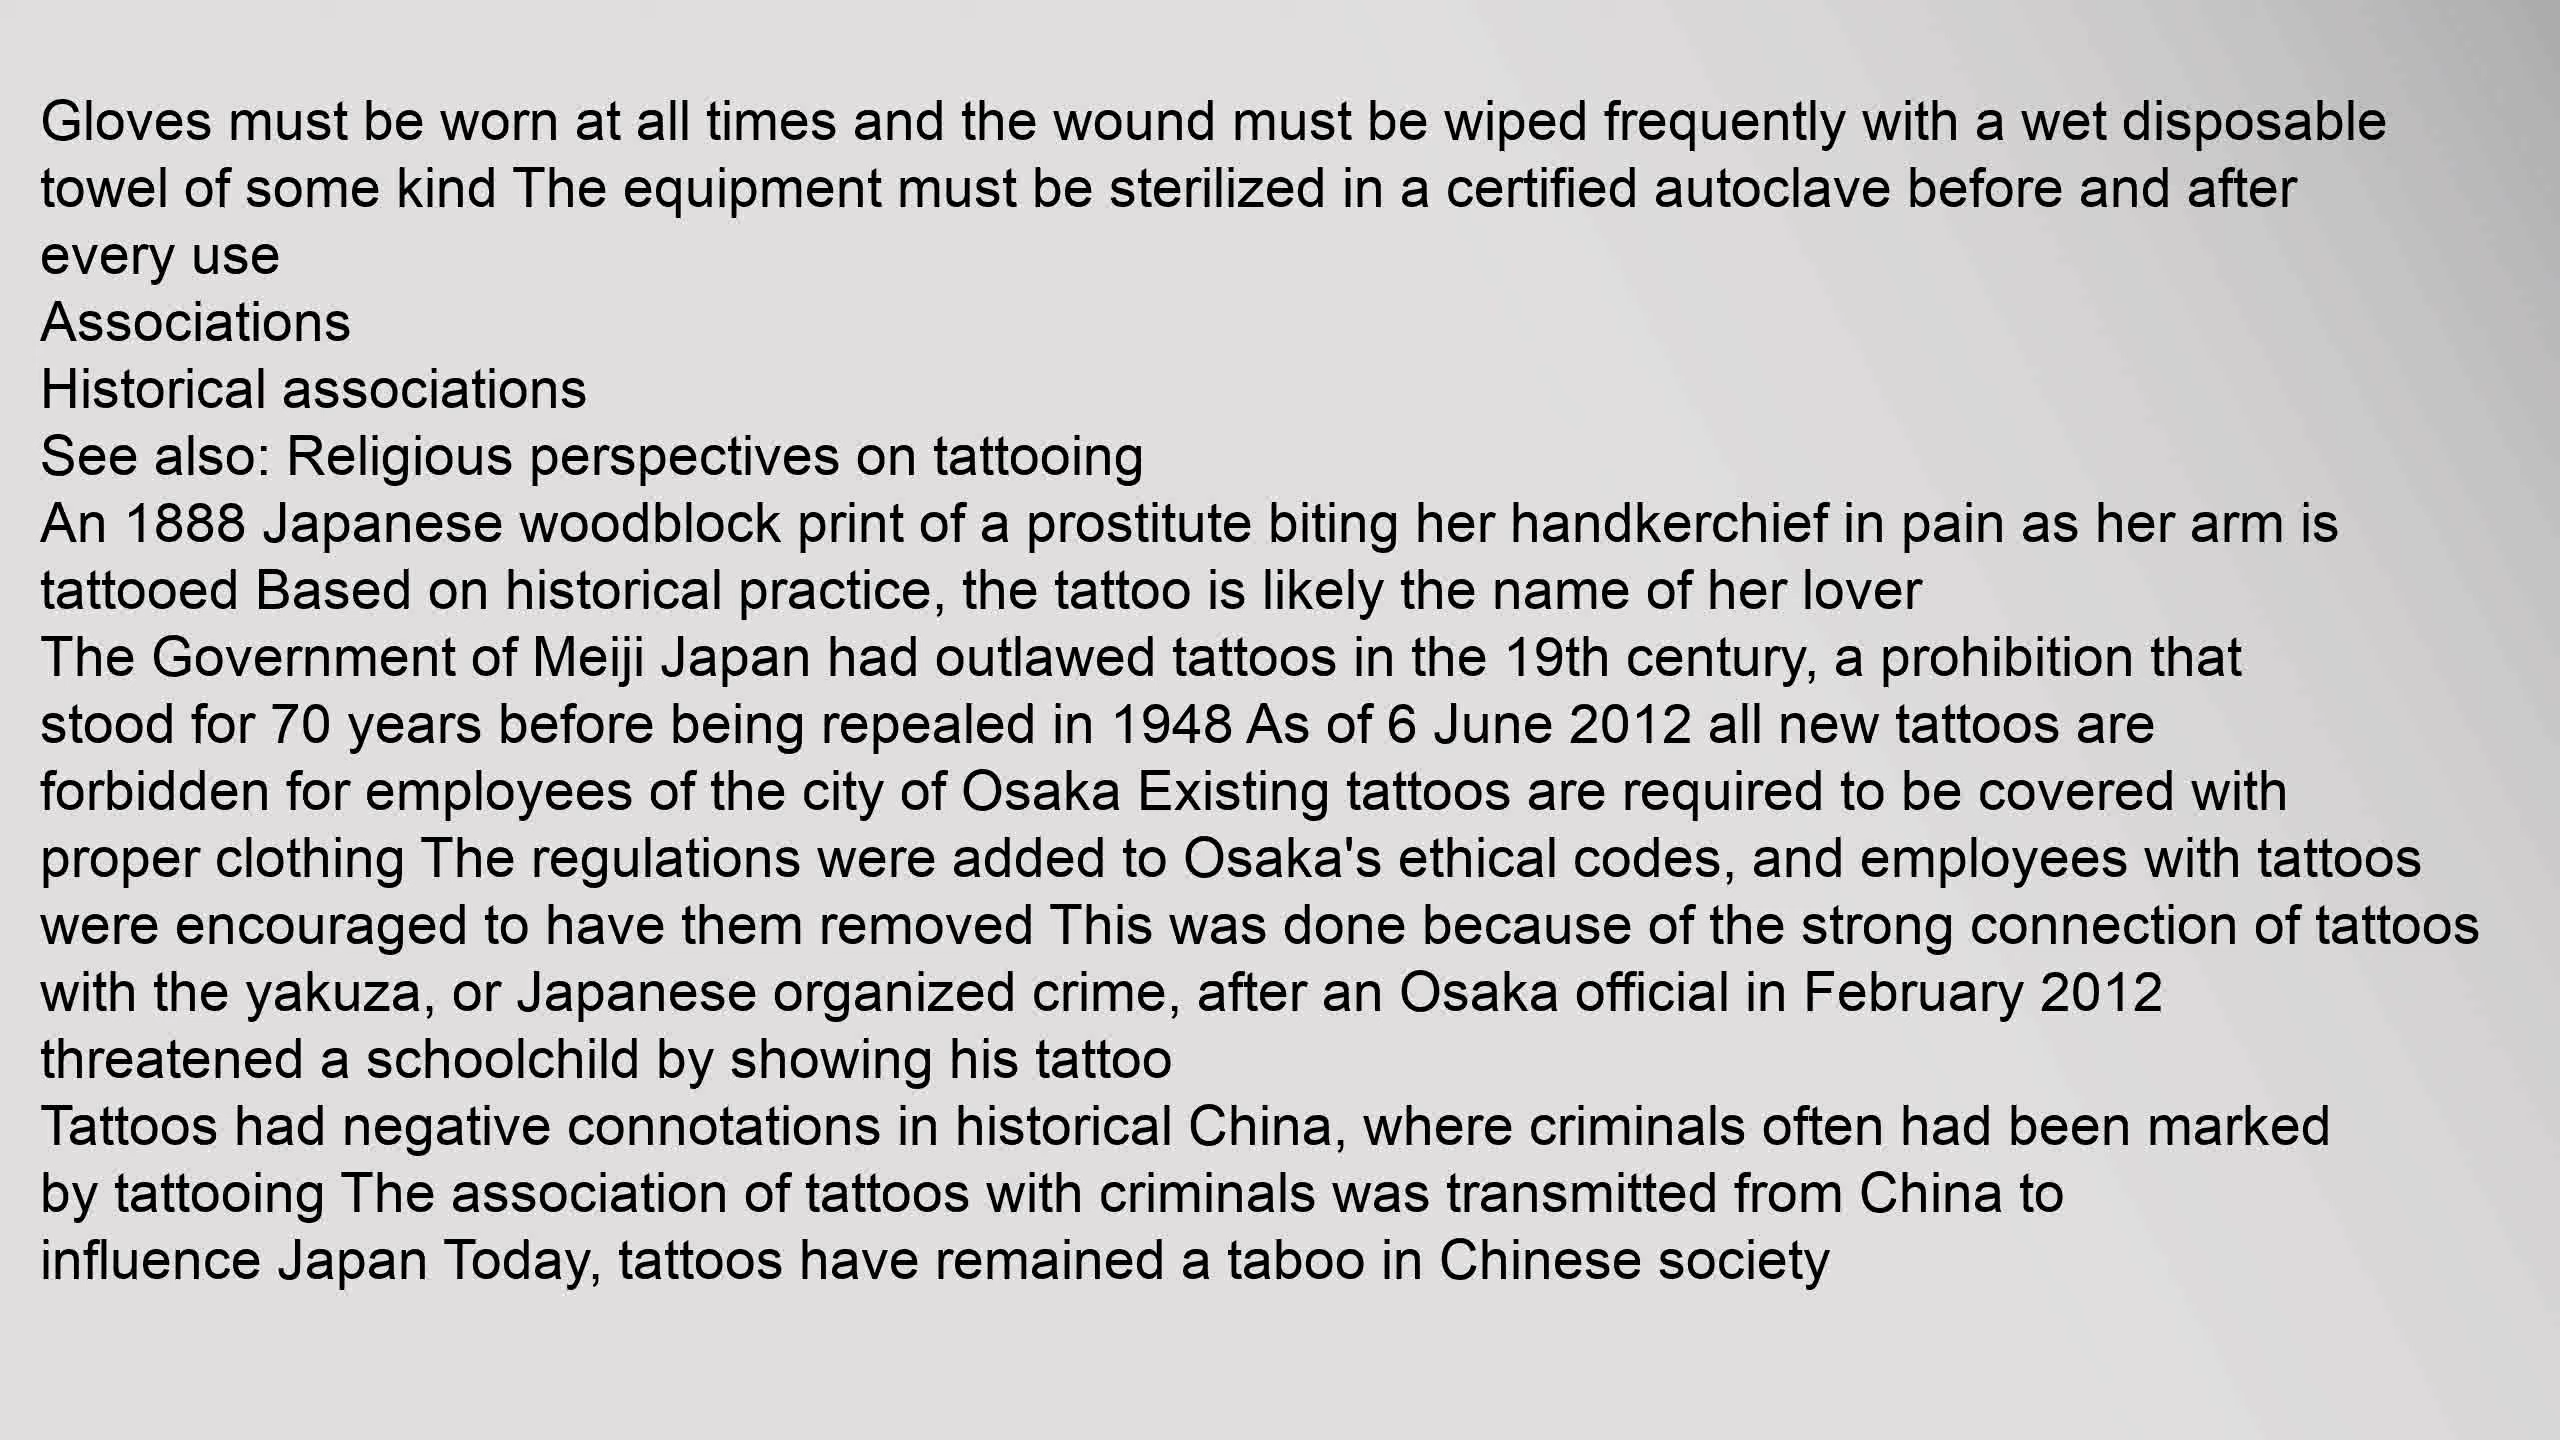 Gloves must be worn at all times and the wound must be wiped frequently with a wet disposable
towel of some kind The equipment must be sterilized in a certified autoclave before and after
every use
Associations
Historical associations
See also: Religious perspectives on tattooing
An 1888 Japanese woodblock print of a prostitute biting her handkerchief in pain as her arm is
tattooed Based on historical practice, the tattoo is likely the name of her lover
The Government of Meiji Japan had outlawed tattoos in the 19th century, a prohibition that
stood for 70 years before being repealed in 1948 As of 6 June 2012 all new tattoos are
forbidden for employees of the city of Osaka Existing tattoos are required to be covered with
proper clothing The regulations were added to Osaka's ethical codes, and employees with tattoos
were encouraged to have them removed This was done because of the strong connection of tattoos
with the yakuza, or Japanese organized crime, after an Osaka official in February 2012
threatened a schoolchild by showing his tattoo
Tattoos had negative connotations in historical China, where criminals often had been marked
by tattooing The association of tattoos with criminals was transmitted from China to
influence Japan Today, tattoos have remained a taboo in Chinese society